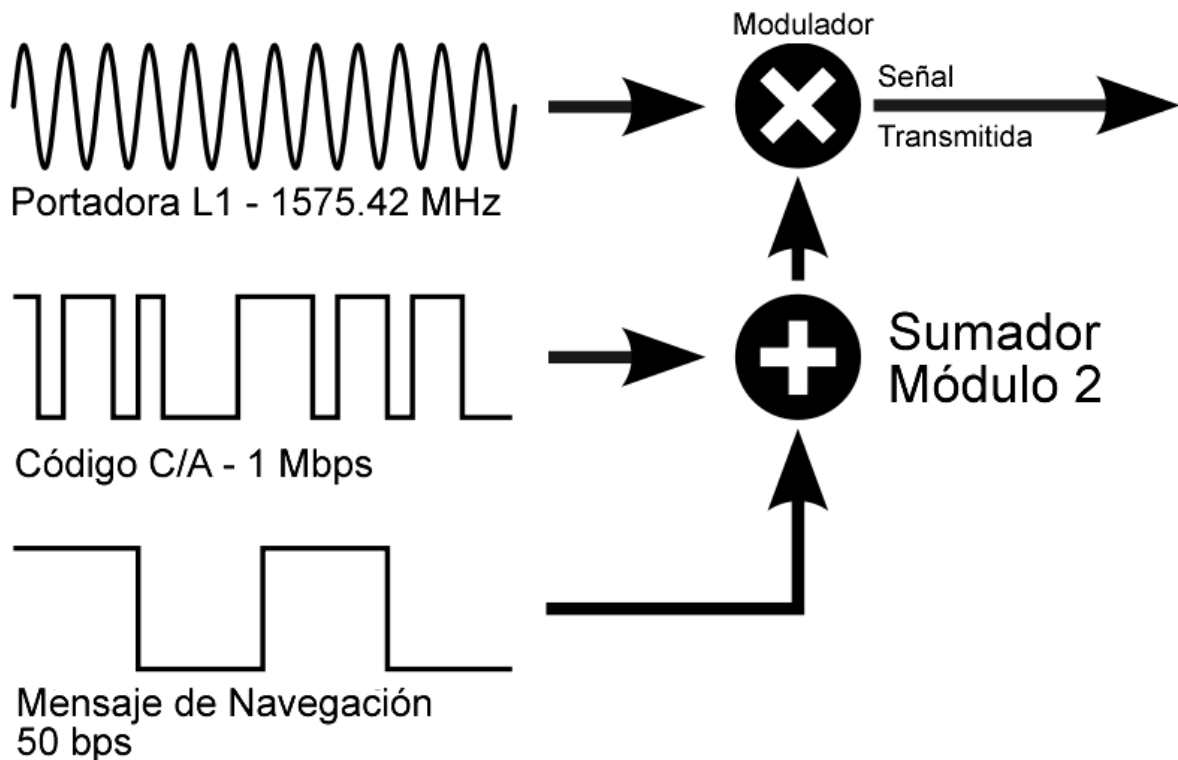 Modulador
Señal
Transmitida
Portadora L1 - 1575.42 MHz
Sumador
Módulo 2
Código C/A - 1 Mbps
Mensaje de Navegación
50 bps